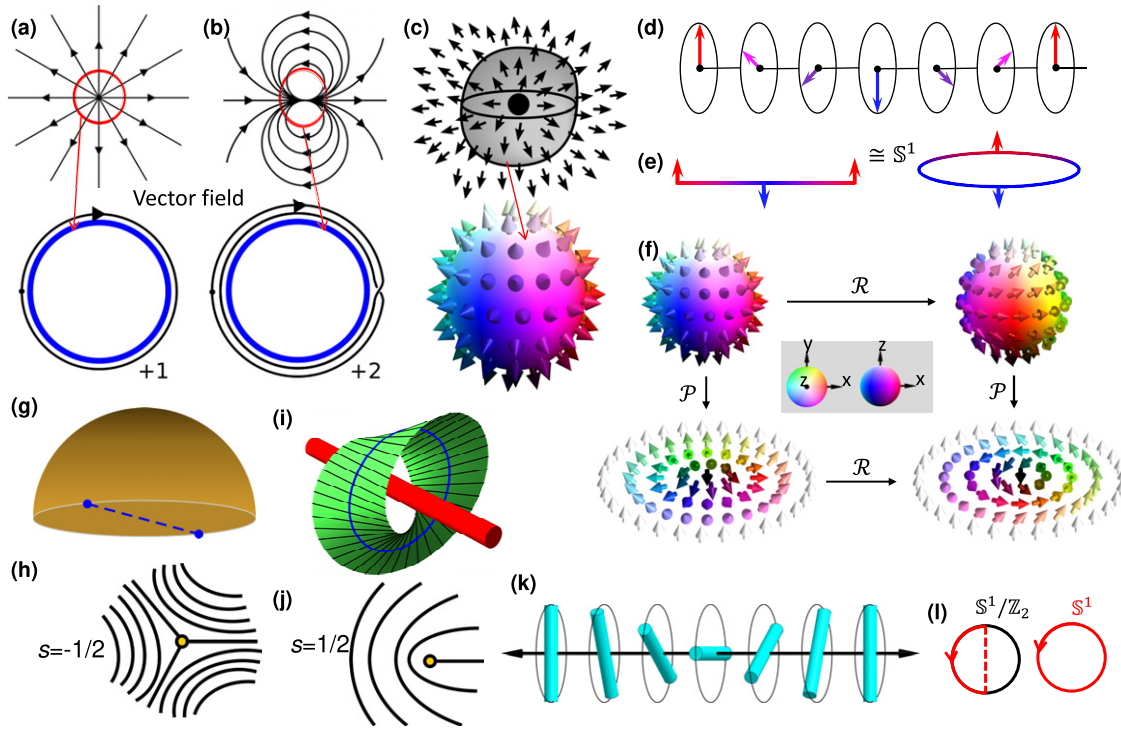 (a)
(b)
(c)
(d)
(e)
≅ 𝕊¹
Vector field
+1
+2
(f)
ℛ
y
z
x
z
x
𝒫
𝒫
ℛ
(g)
(i)
(h)
s=-1/2
(j)
s=1/2
(k)
(l)
𝕊¹/ℤ₂
𝕊¹